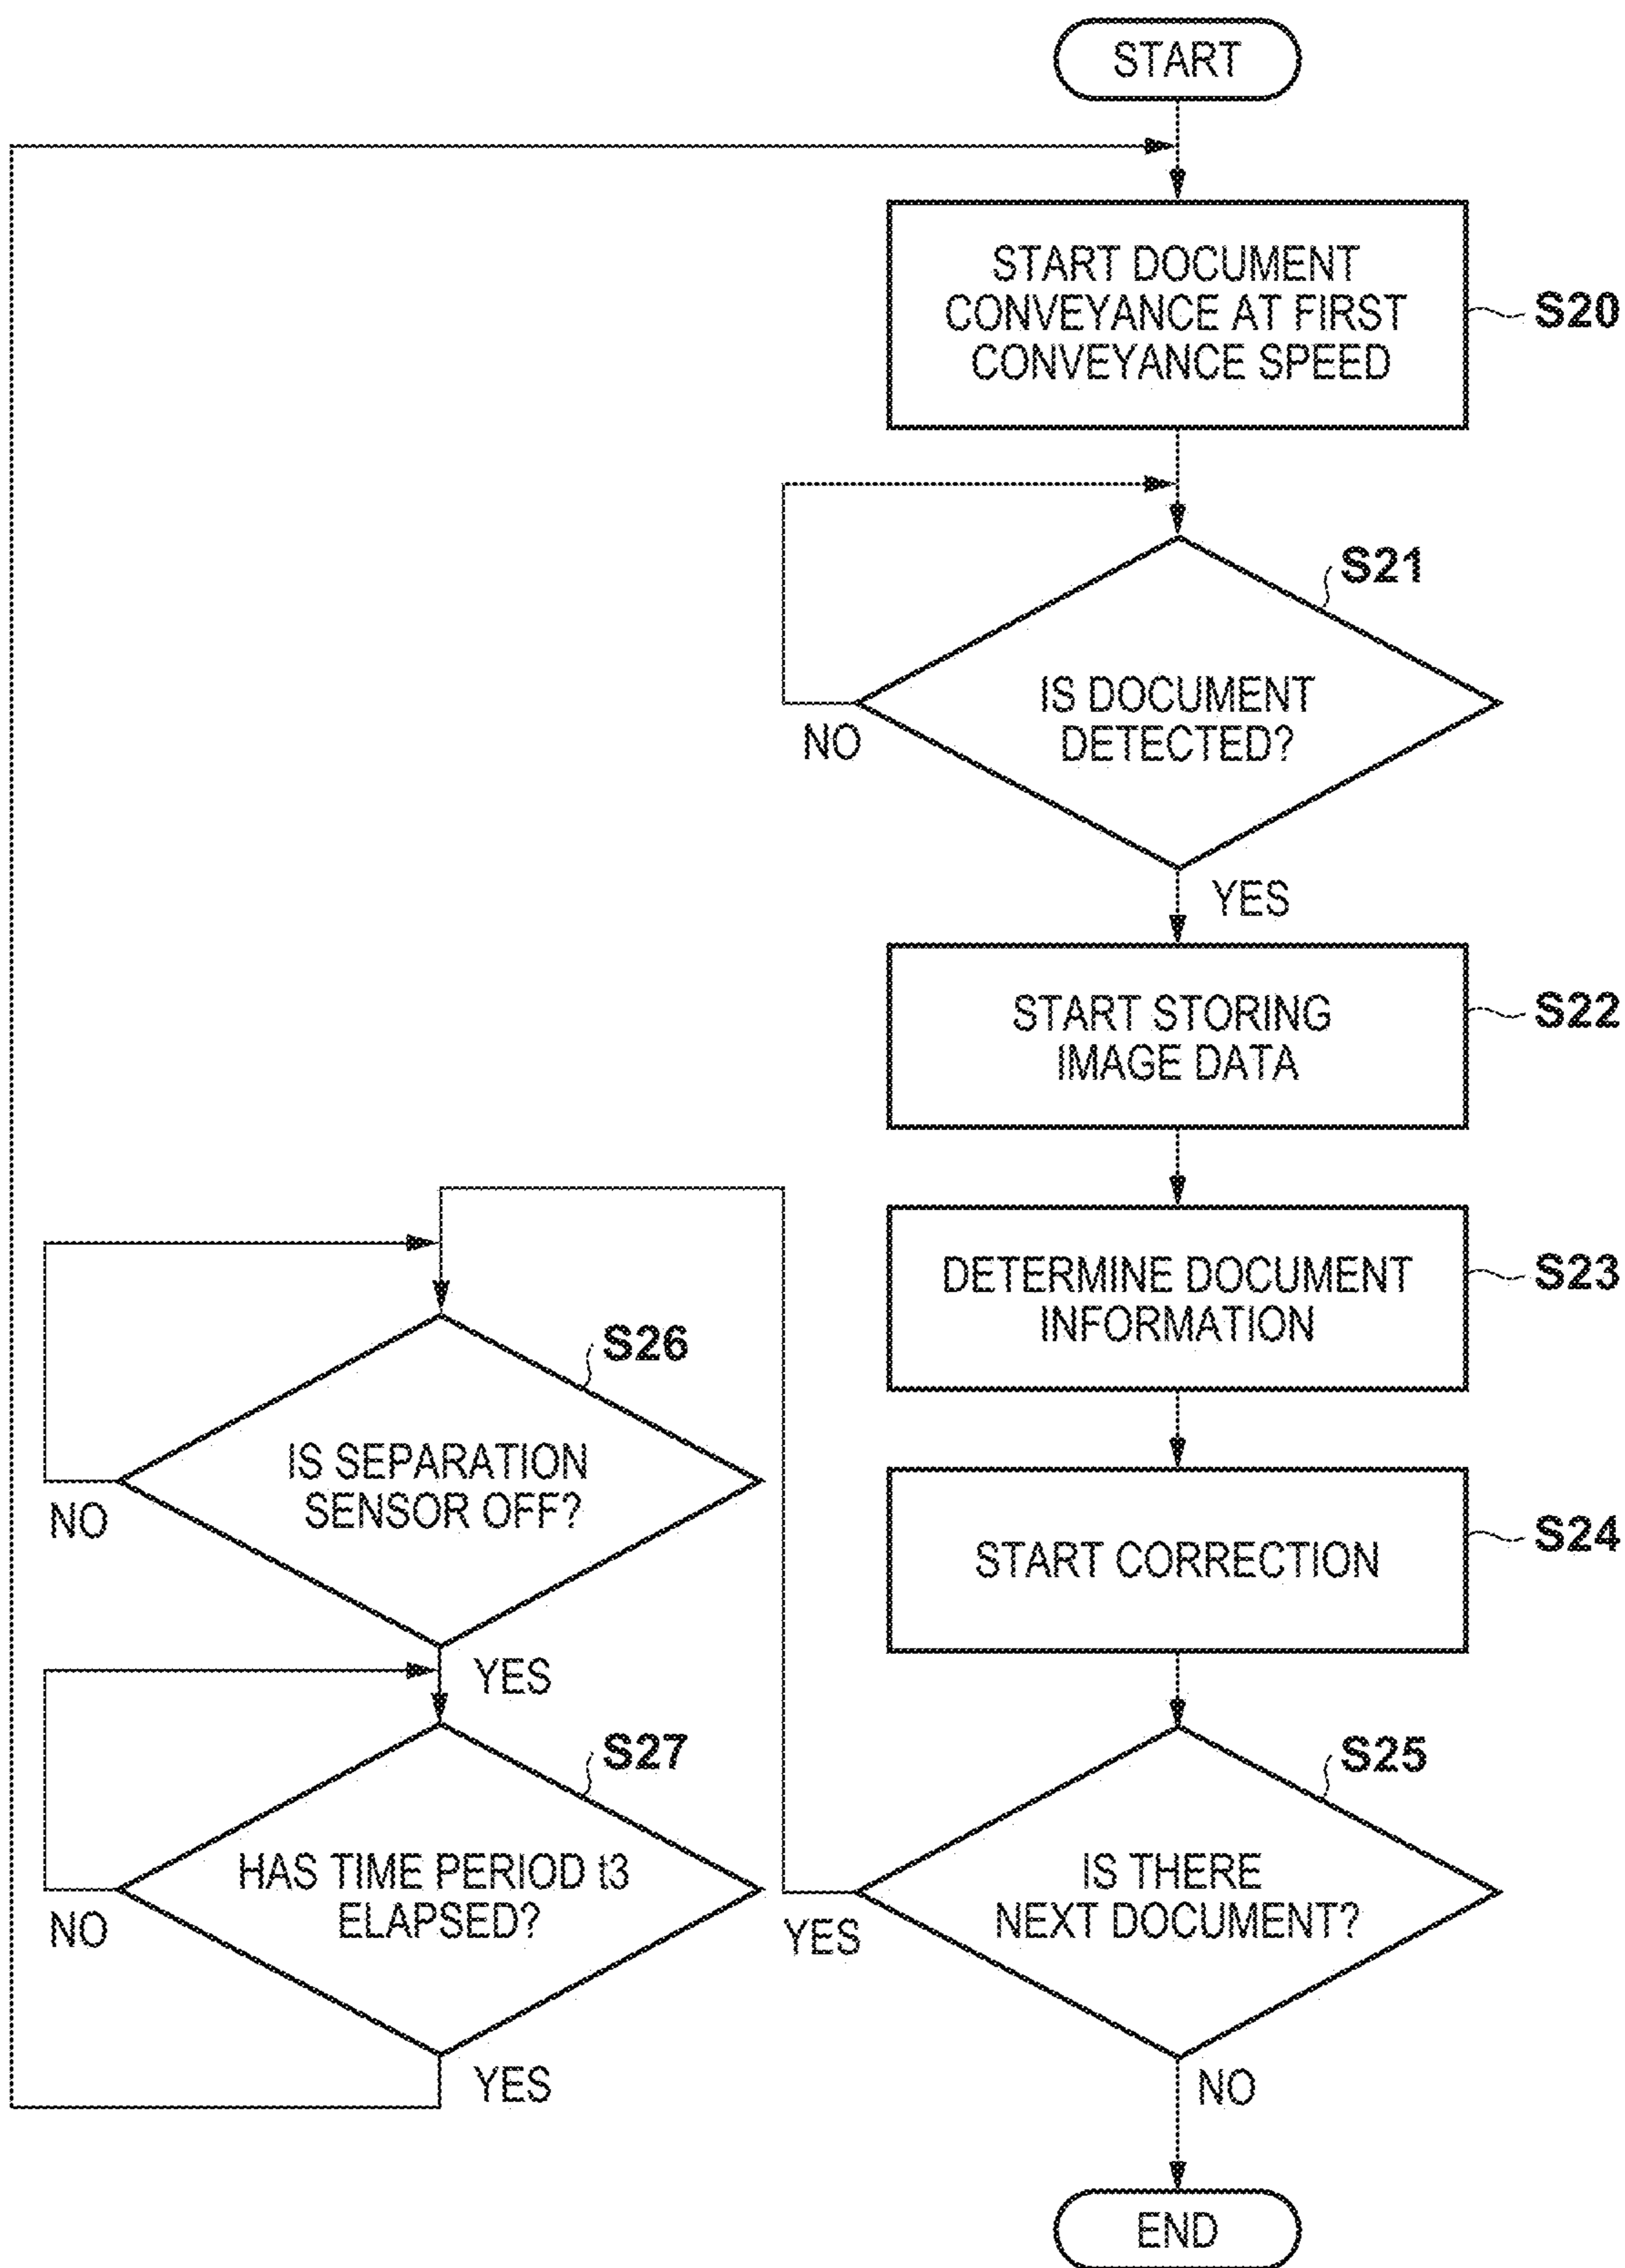 START
START DOCUMENT
CONVEYANCE AT FIRST
CONVEYANCE SPEED
S20
S21
IS DOCUMENT
DETECTED?
NO
YES
START STORING
IMAGE DATA
S22
DETERMINE DOCUMENT
INFORMATION
S23
START CORRECTION
S24
S25
IS THERE
NEXT DOCUMENT?
YES
NO
S26
IS SEPARATION
SENSOR OFF?
NO
YES
S27
HAS TIME PERIOD t3
ELAPSED?
NO
YES
END